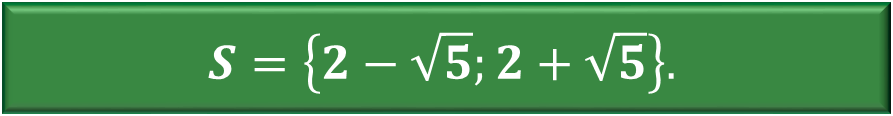 S = {2 − √5; 2 + √5}.